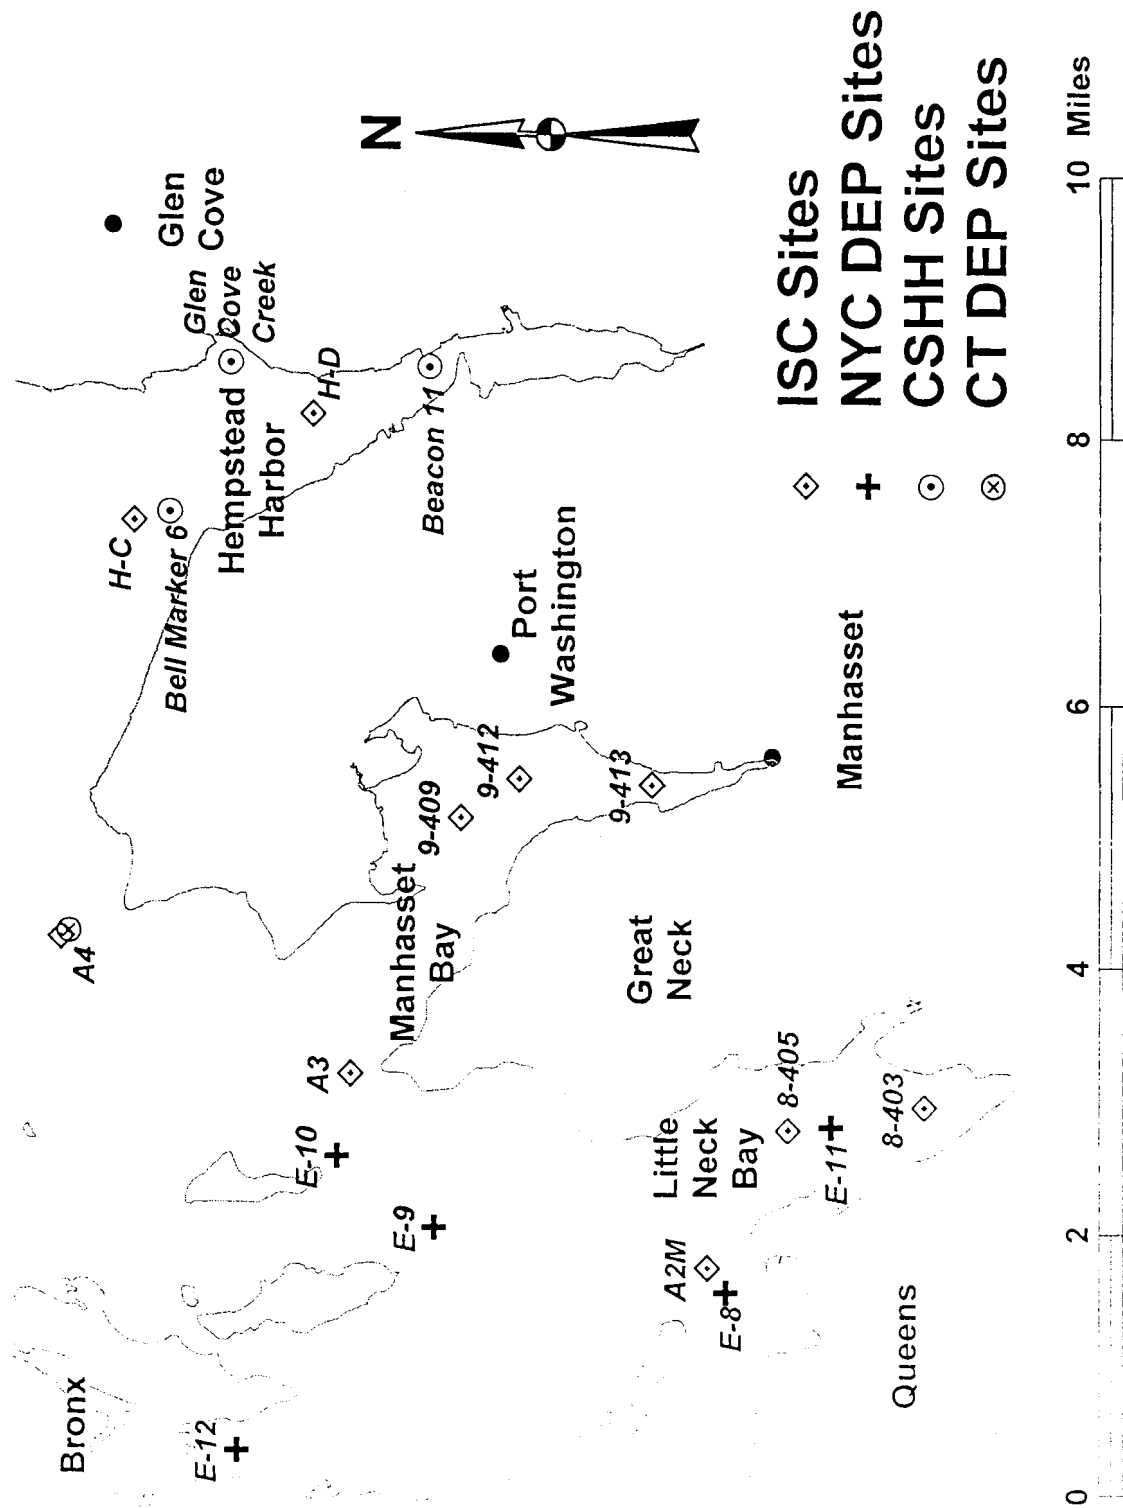 N
Glen
Cove
Glen
Cove
Creek
H-C
Bell Marker 6
Hempstead
Harbor
H-D
Beacon 11
Port
Washington
A4
9-409
9-412
9-413
Manhasset
Bay
Great
Neck
Manhasset
A3
E-10
E-9
Little
Neck
Bay
8-405
8-403
E-11
A2M
E-8
Bronx
E-12
Queens
ISC Sites
NYC DEP Sites
CSHH Sites
CT DEP Sites
0 2 4 6 8 10 Miles